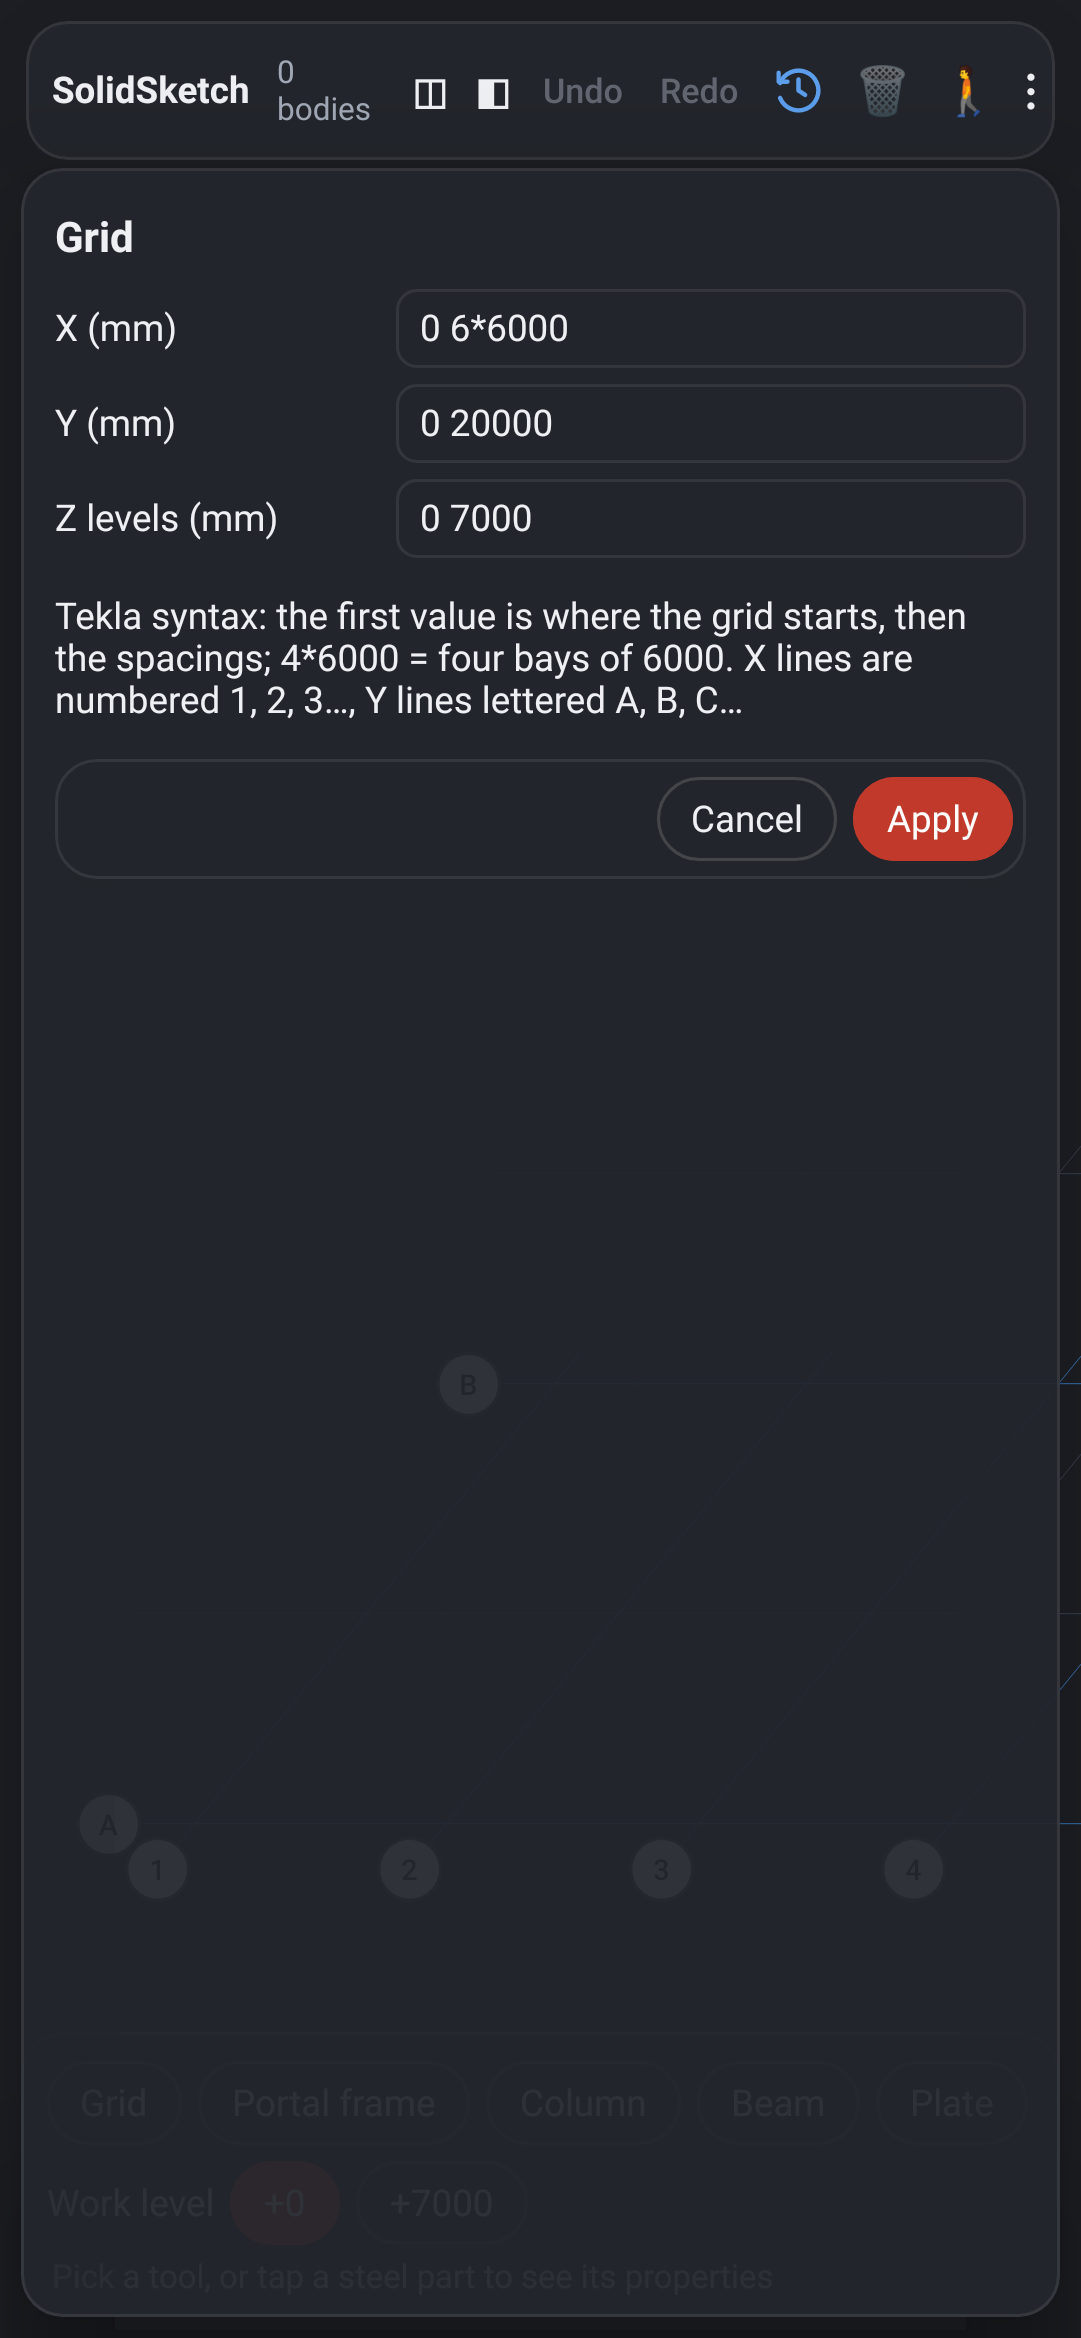 SolidSketch
0
bodies
Undo
Redo
Grid
X (mm)
0 6*6000
Y (mm)
0 20000
Z levels (mm)
0 7000
Tekla syntax: the first value is where the grid starts, then
the spacings; 4*6000 = four bays of 6000. X lines are
numbered 1, 2, 3…, Y lines lettered A, B, C…
Cancel
Apply
B
A
1
2
3
4
Grid
Portal frame
Column
Beam
Plate
Work level
+0
+7000
Pick a tool, or tap a steel part to see its properties